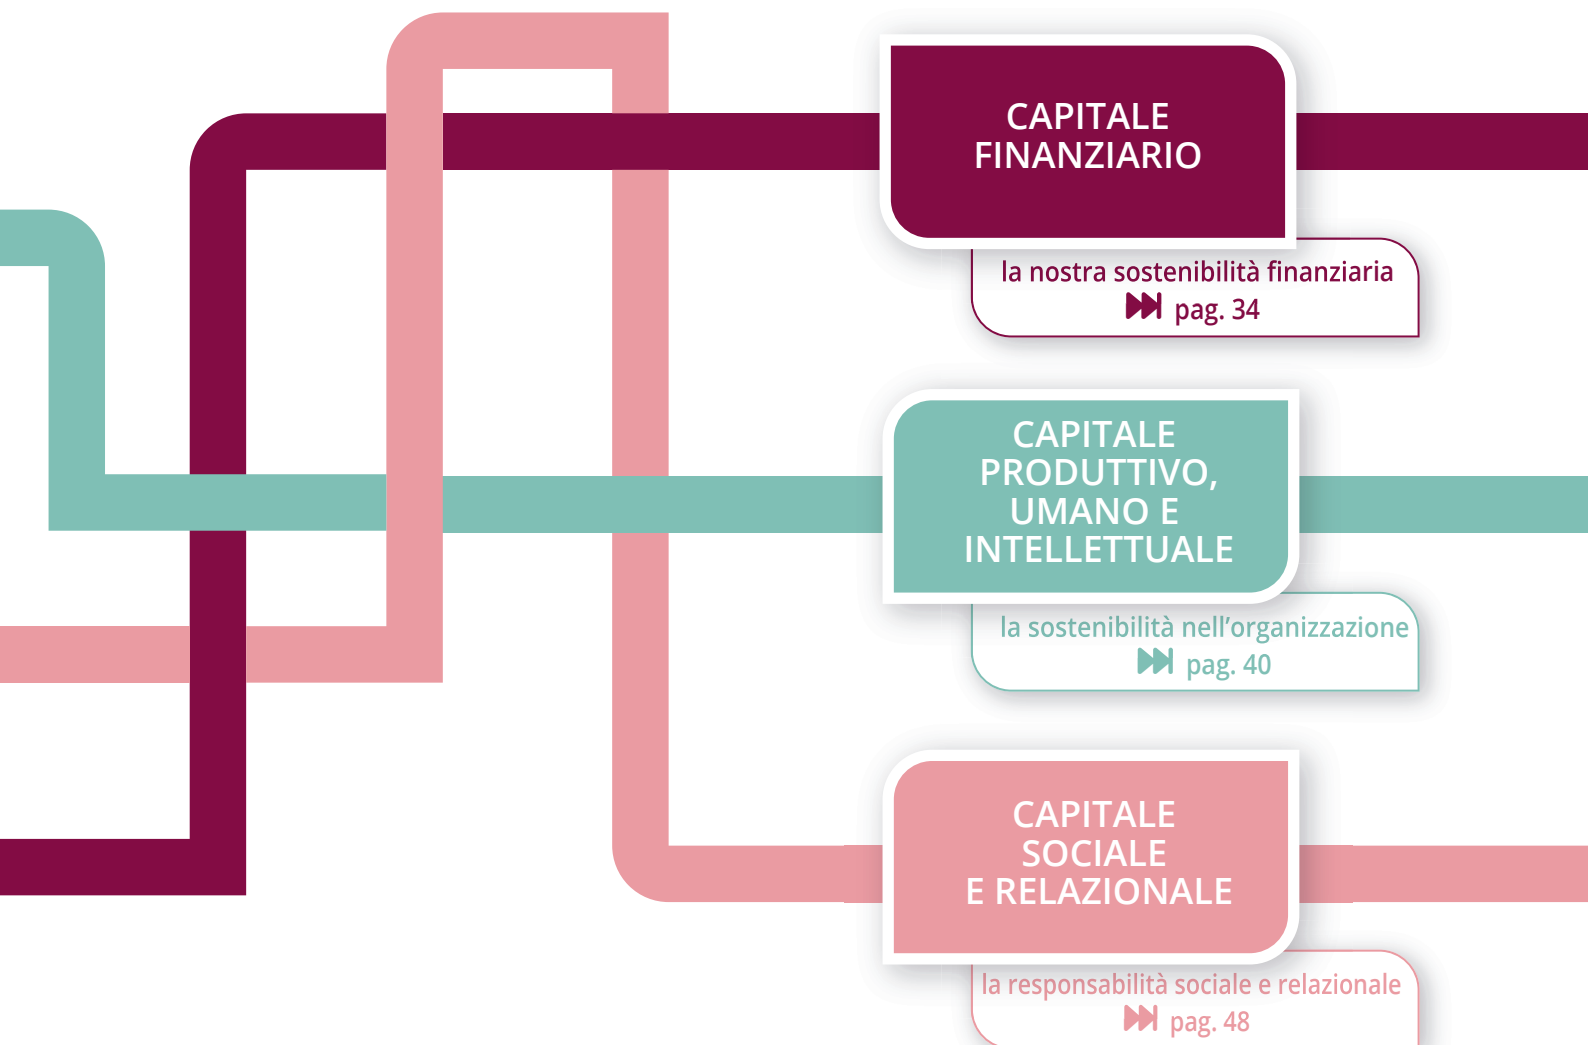 CAPITALE
FINANZIARIO
la nostra sostenibilità finanziaria
pag. 34
CAPITALE
PRODUTTIVO,
UMANO E
INTELLETTUALE
la sostenibilità nell’organizzazione
pag. 40
CAPITALE
SOCIALE
E RELAZIONALE
la responsabilità sociale e relazionale
pag. 48